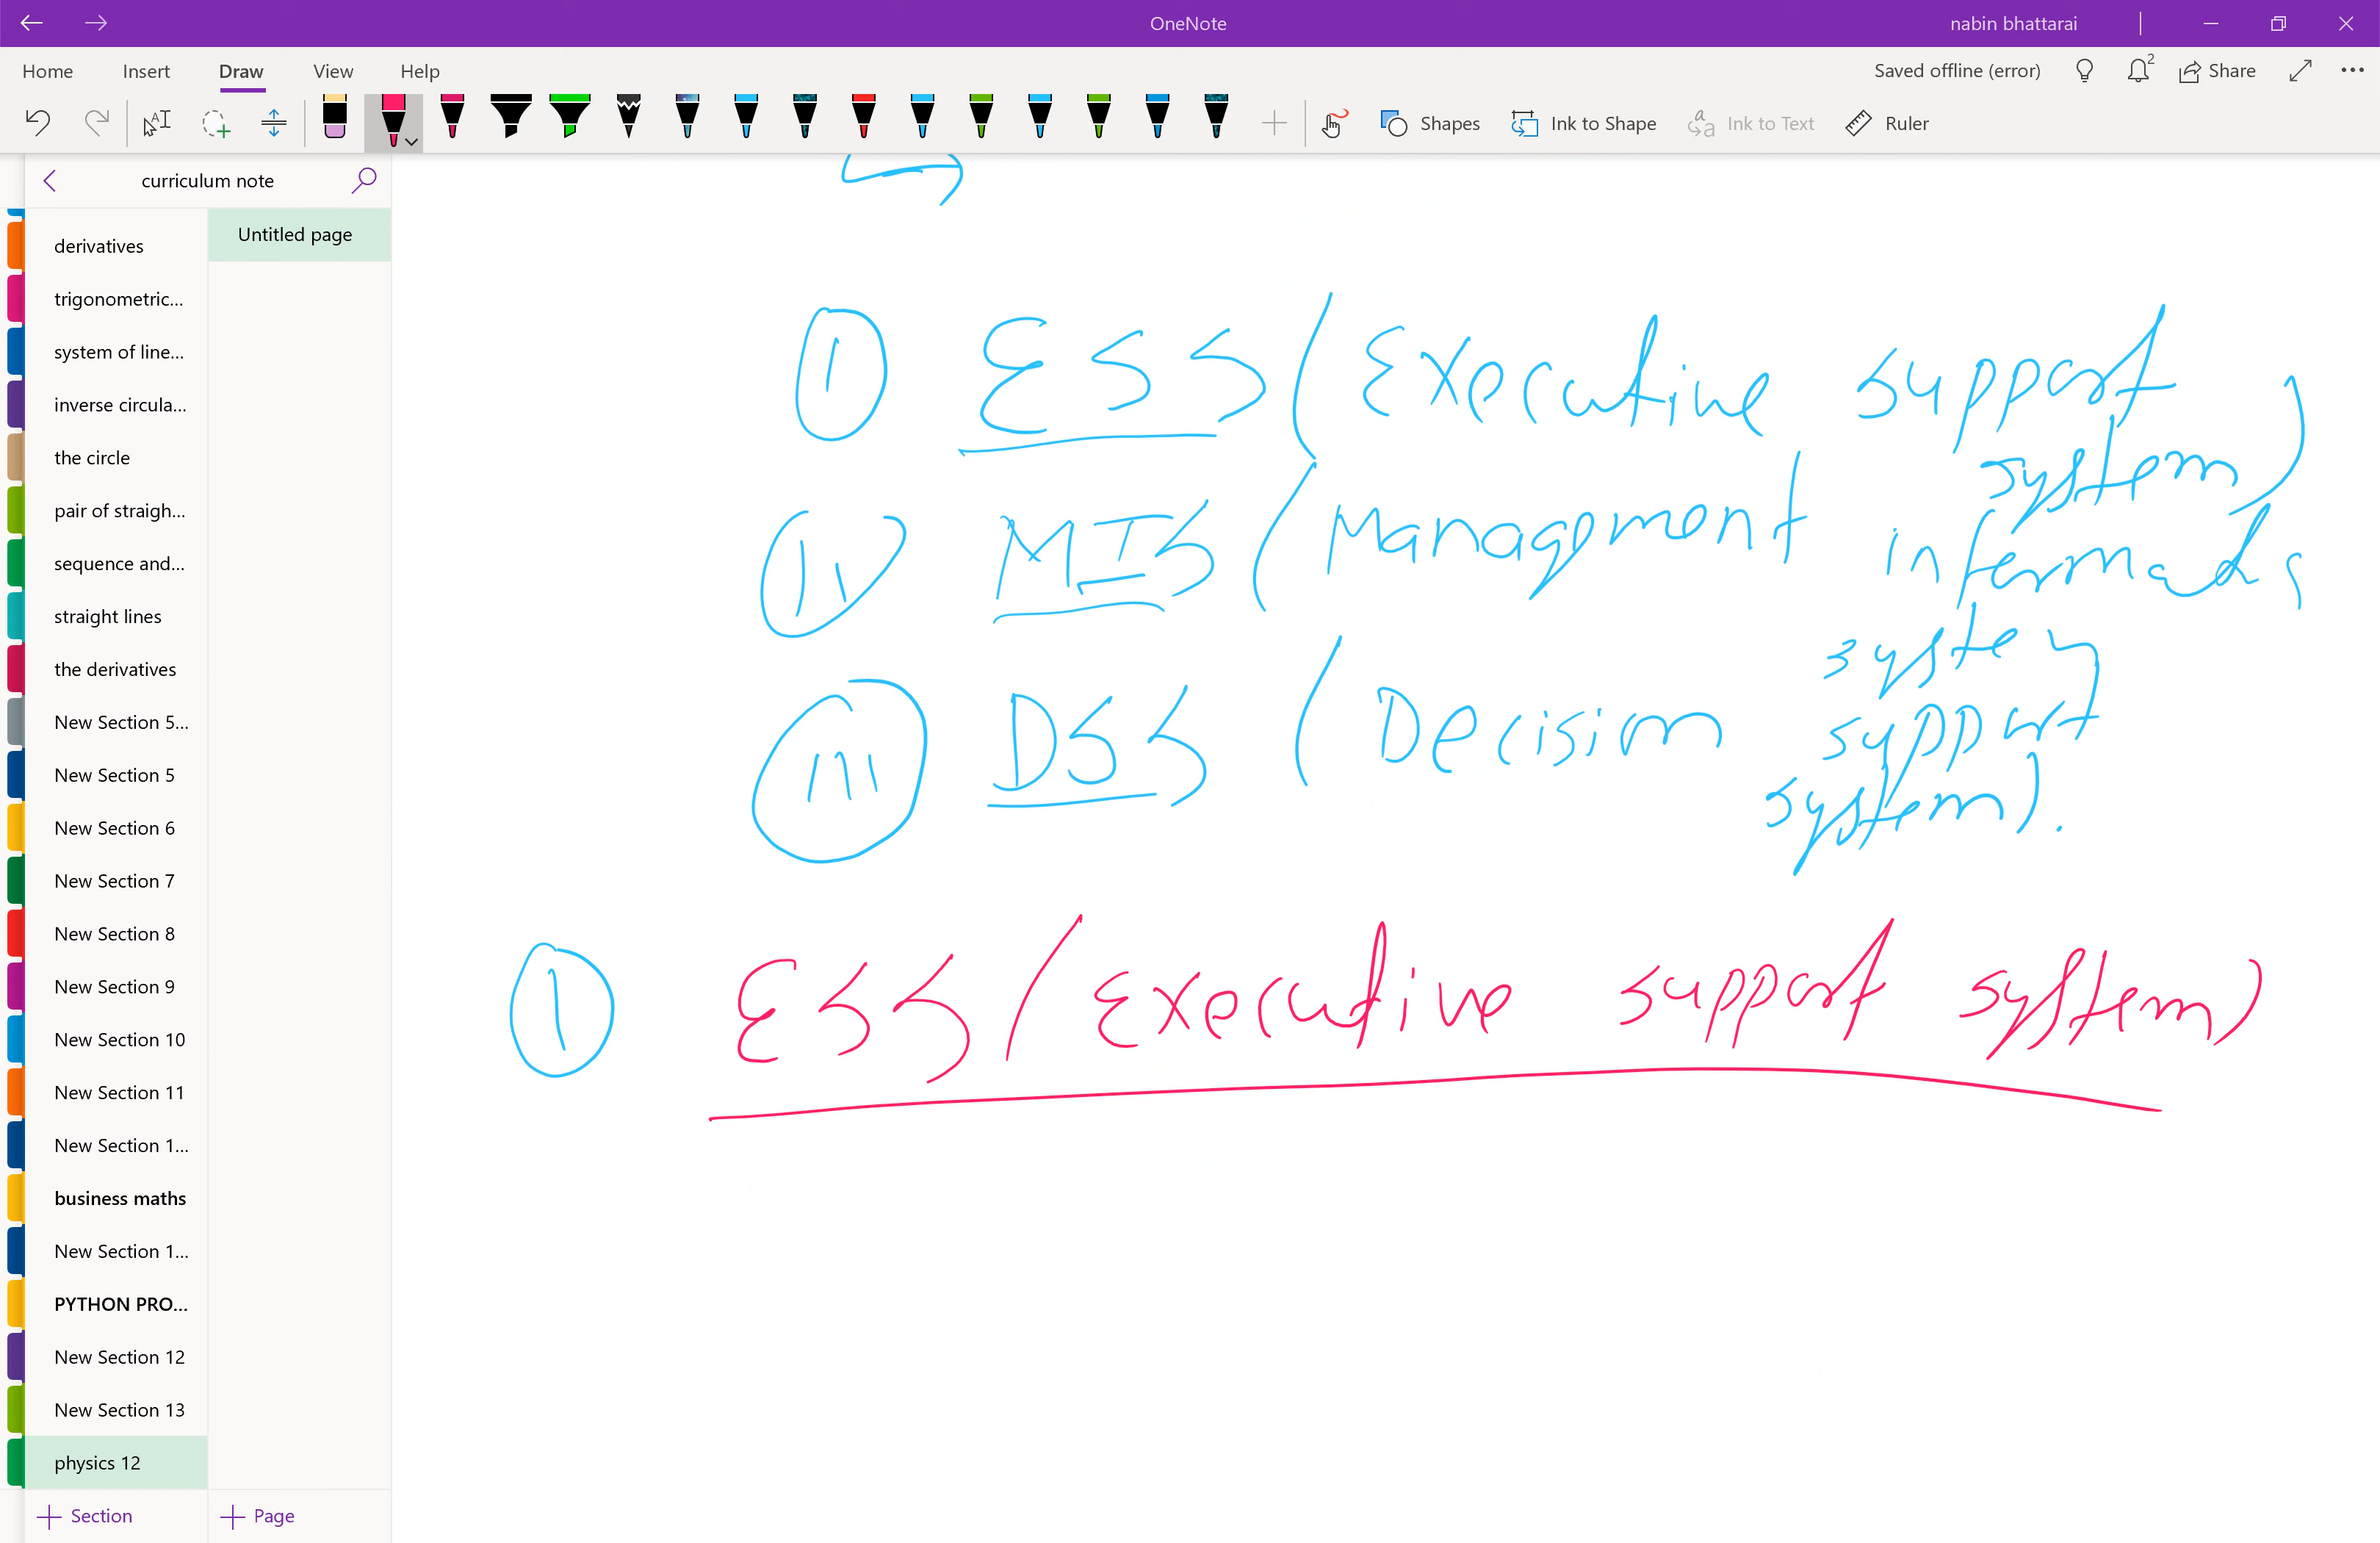 OneNote
nabin bhattarai
Home Insert Draw View Help
Saved offline (error) 2 Share
Shapes Ink to Shape Ink to Text Ruler
curriculum note
Untitled page
derivatives
trigonometric...
system of line...
inverse circula...
the circle
pair of straigh...
sequence and...
straight lines
the derivatives
New Section 5...
New Section 5
New Section 6
New Section 7
New Section 8
New Section 9
New Section 10
New Section 11
New Section 1...
business maths
New Section 1...
PYTHON PRO...
New Section 12
New Section 13
physics 12
Section
Page
I ESS (Executive support
system)
II MIS (Management
system
III DSS (Decision support
system).
I ESS (Executive support system)